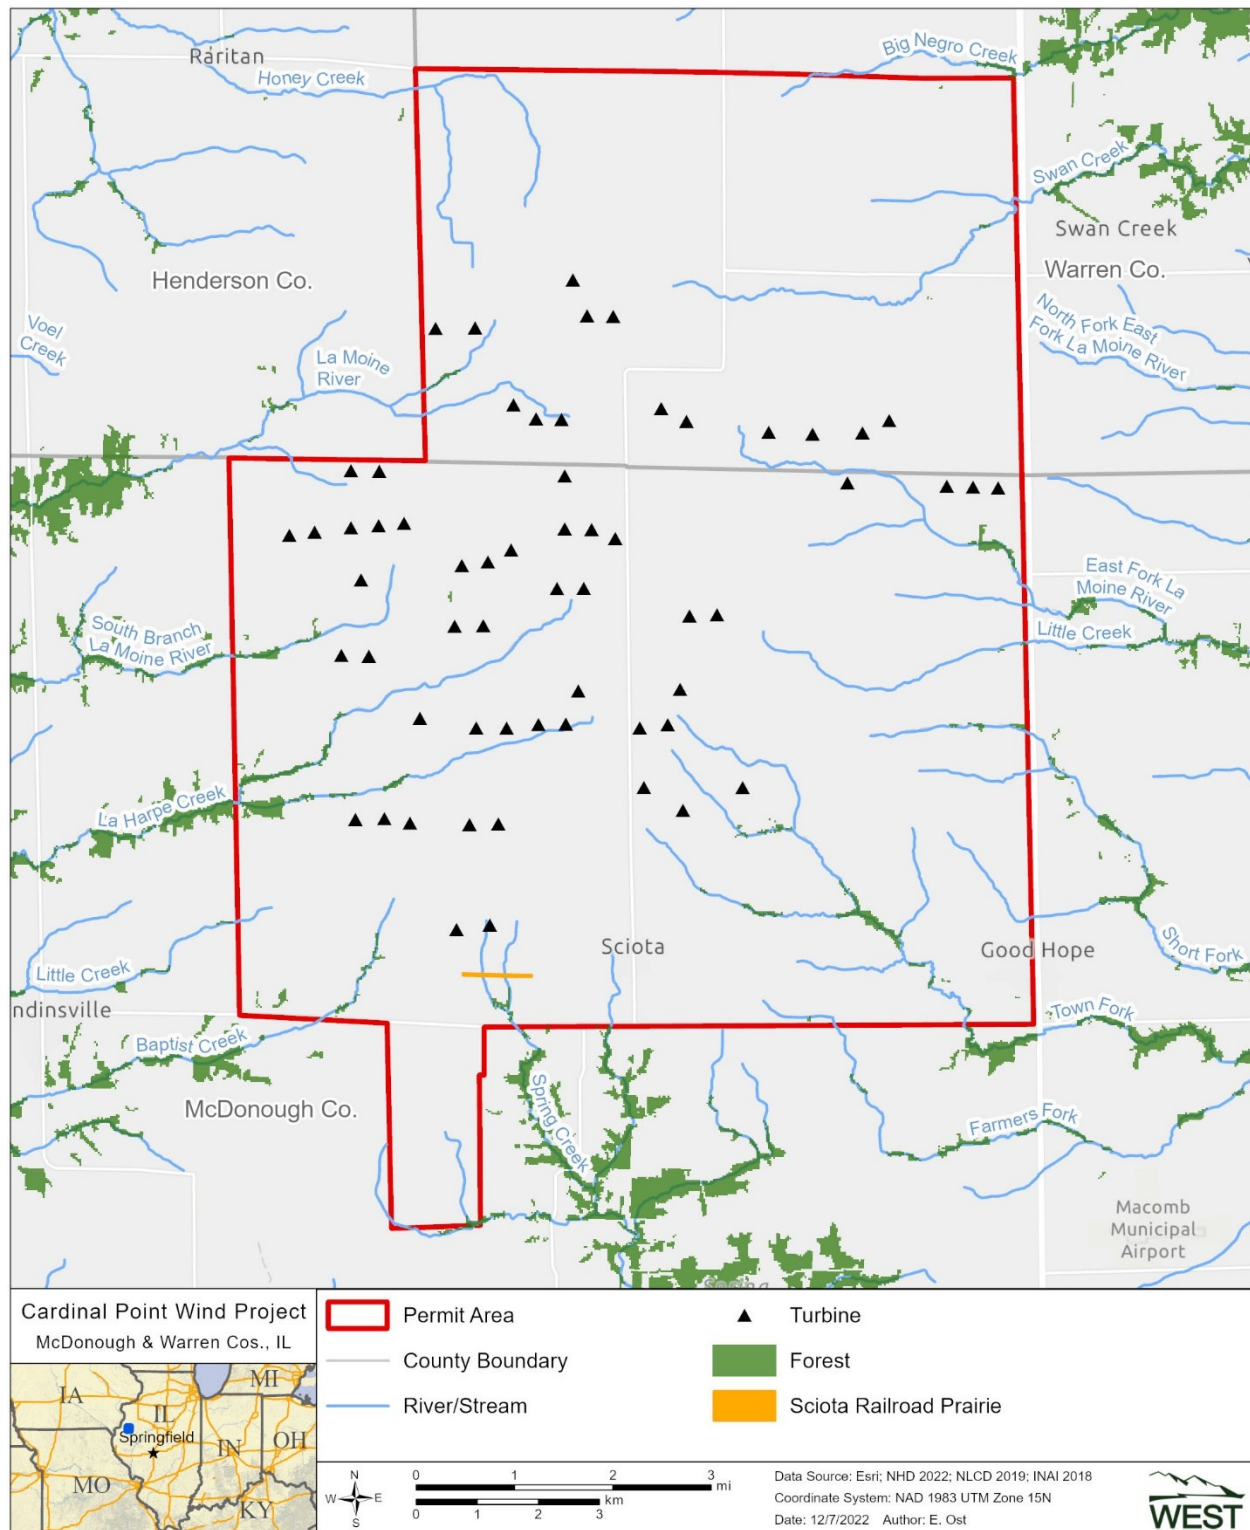 Raritan
Honey Creek
Big Negro Creek
Swan Creek
Swan Creek
Henderson Co.
Warren Co.
Voel
Creek
La Moine
River
North Fork East
Fork La Moine River
South Branch
La Moine River
East Fork La
Moine River
Little Creek
La Harpe Creek
Sciota
Good Hope
Short Fork
Little Creek
ndinsville
Baptist Creek
Town Fork
McDonough Co.
Spring Creek
Farmers Fork
Macomb
Municipal
Airport
Spring
Cardinal Point Wind Project
McDonough & Warren Cos., IL
IA
MI
IL
Springfield
IN
OH
MO
KY
Permit Area
County Boundary
River/Stream
Turbine
Forest
Sciota Railroad Prairie
N
W E
S
0 1 2 3
mi
0 1 2 3
km
Data Source: Esri; NHD 2022; NLCD 2019; INAI 2018
Coordinate System: NAD 1983 UTM Zone 15N
Date: 12/7/2022 Author: E. Ost
WEST